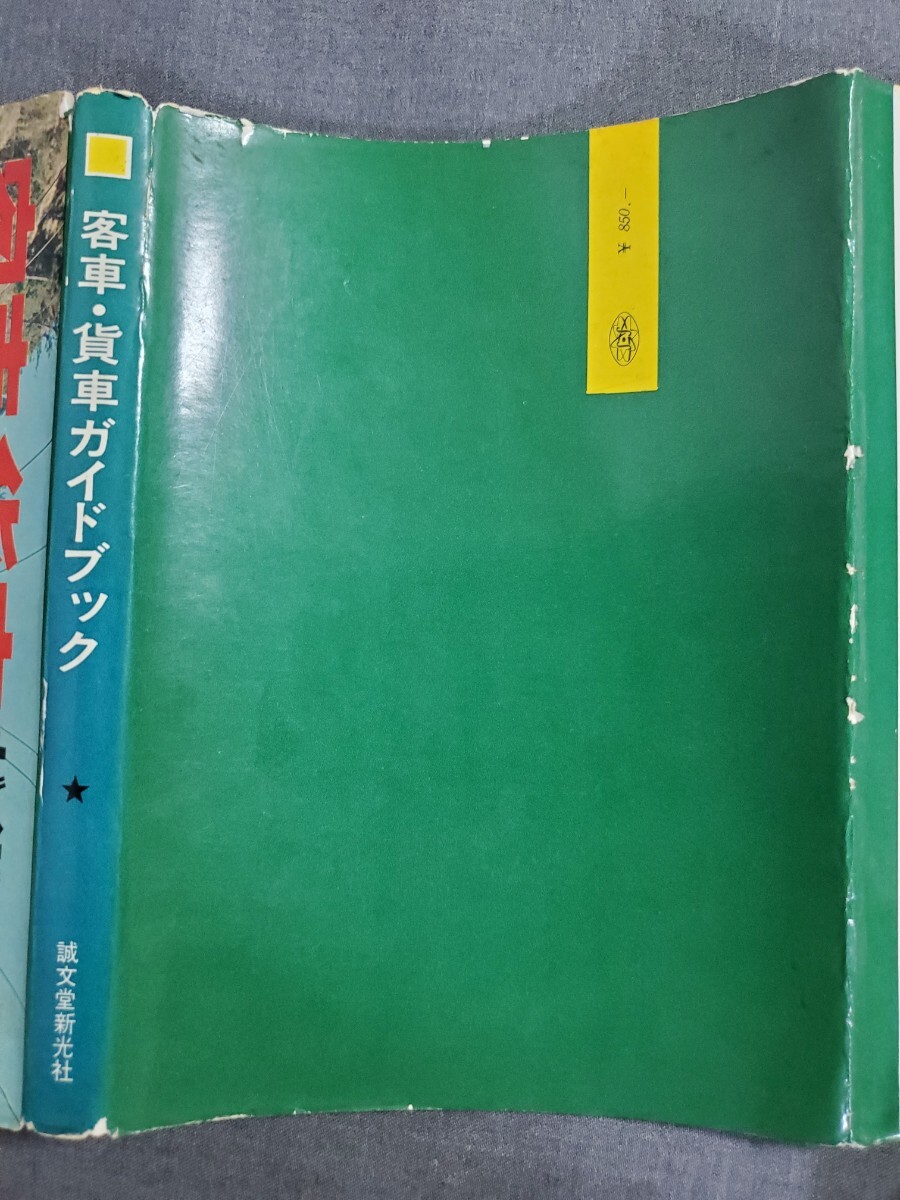 客車・貨車ガイドブック
★
誠文堂新光社
¥ 850.-